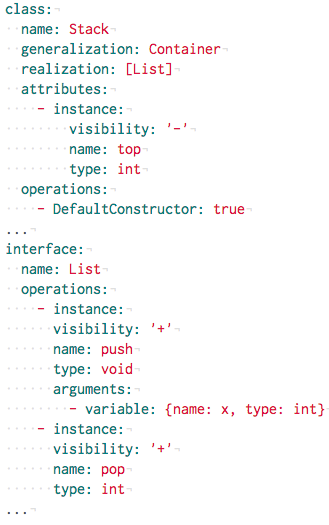 class:
  name: Stack
  generalization: Container
  realization: [List]
  attributes:
    - instance:
        visibility: '-'
        name: top
        type: int
  operations:
    - DefaultConstructor: true
...
interface:
  name: List
  operations:
    - instance:
      visibility: '+'
      name: push
      type: void
      arguments:
        - variable: {name: x, type: int}
    - instance:
      visibility: '+'
      name: pop
      type: int
...